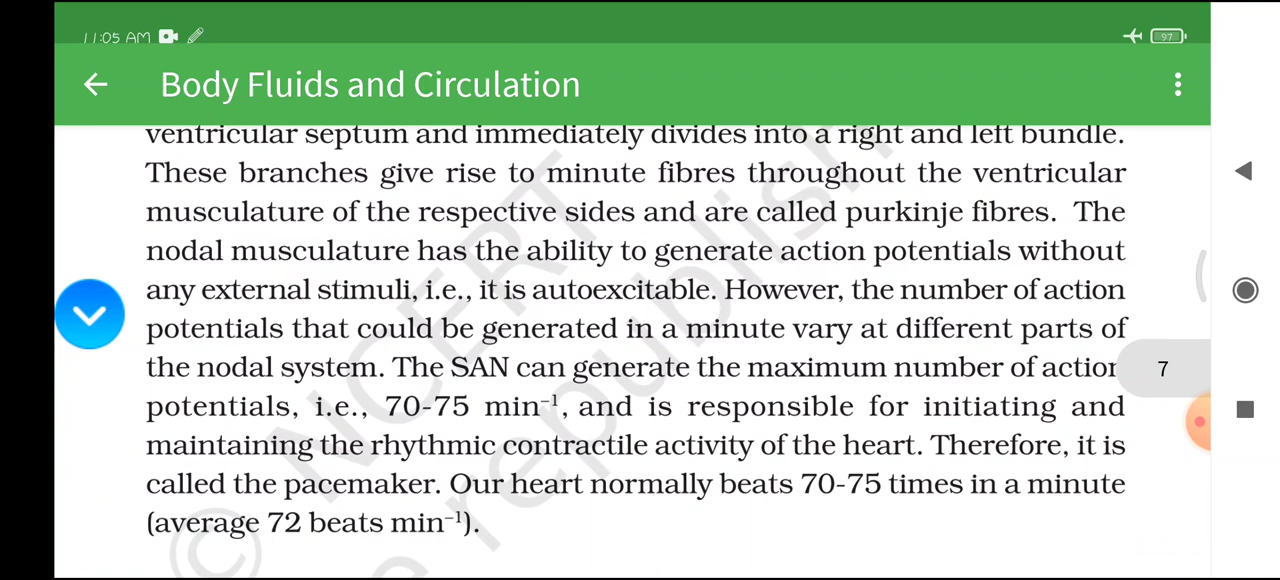 11:05 AM
97
Body Fluids and Circulation
ventricular septum and immediately divides into a right and left bundle.
These branches give rise to minute fibres throughout the ventricular
musculature of the respective sides and are called purkinje fibres. The
nodal musculature has the ability to generate action potentials without
any external stimuli, i.e., it is autoexcitable. However, the number of action
potentials that could be generated in a minute vary at different parts of
the nodal system. The SAN can generate the maximum number of action
7
potentials, i.e., 70-75 min⁻¹, and is responsible for initiating and
maintaining the rhythmic contractile activity of the heart. Therefore, it is
called the pacemaker. Our heart normally beats 70-75 times in a minute
(average 72 beats min⁻¹).
© NCERT
republish